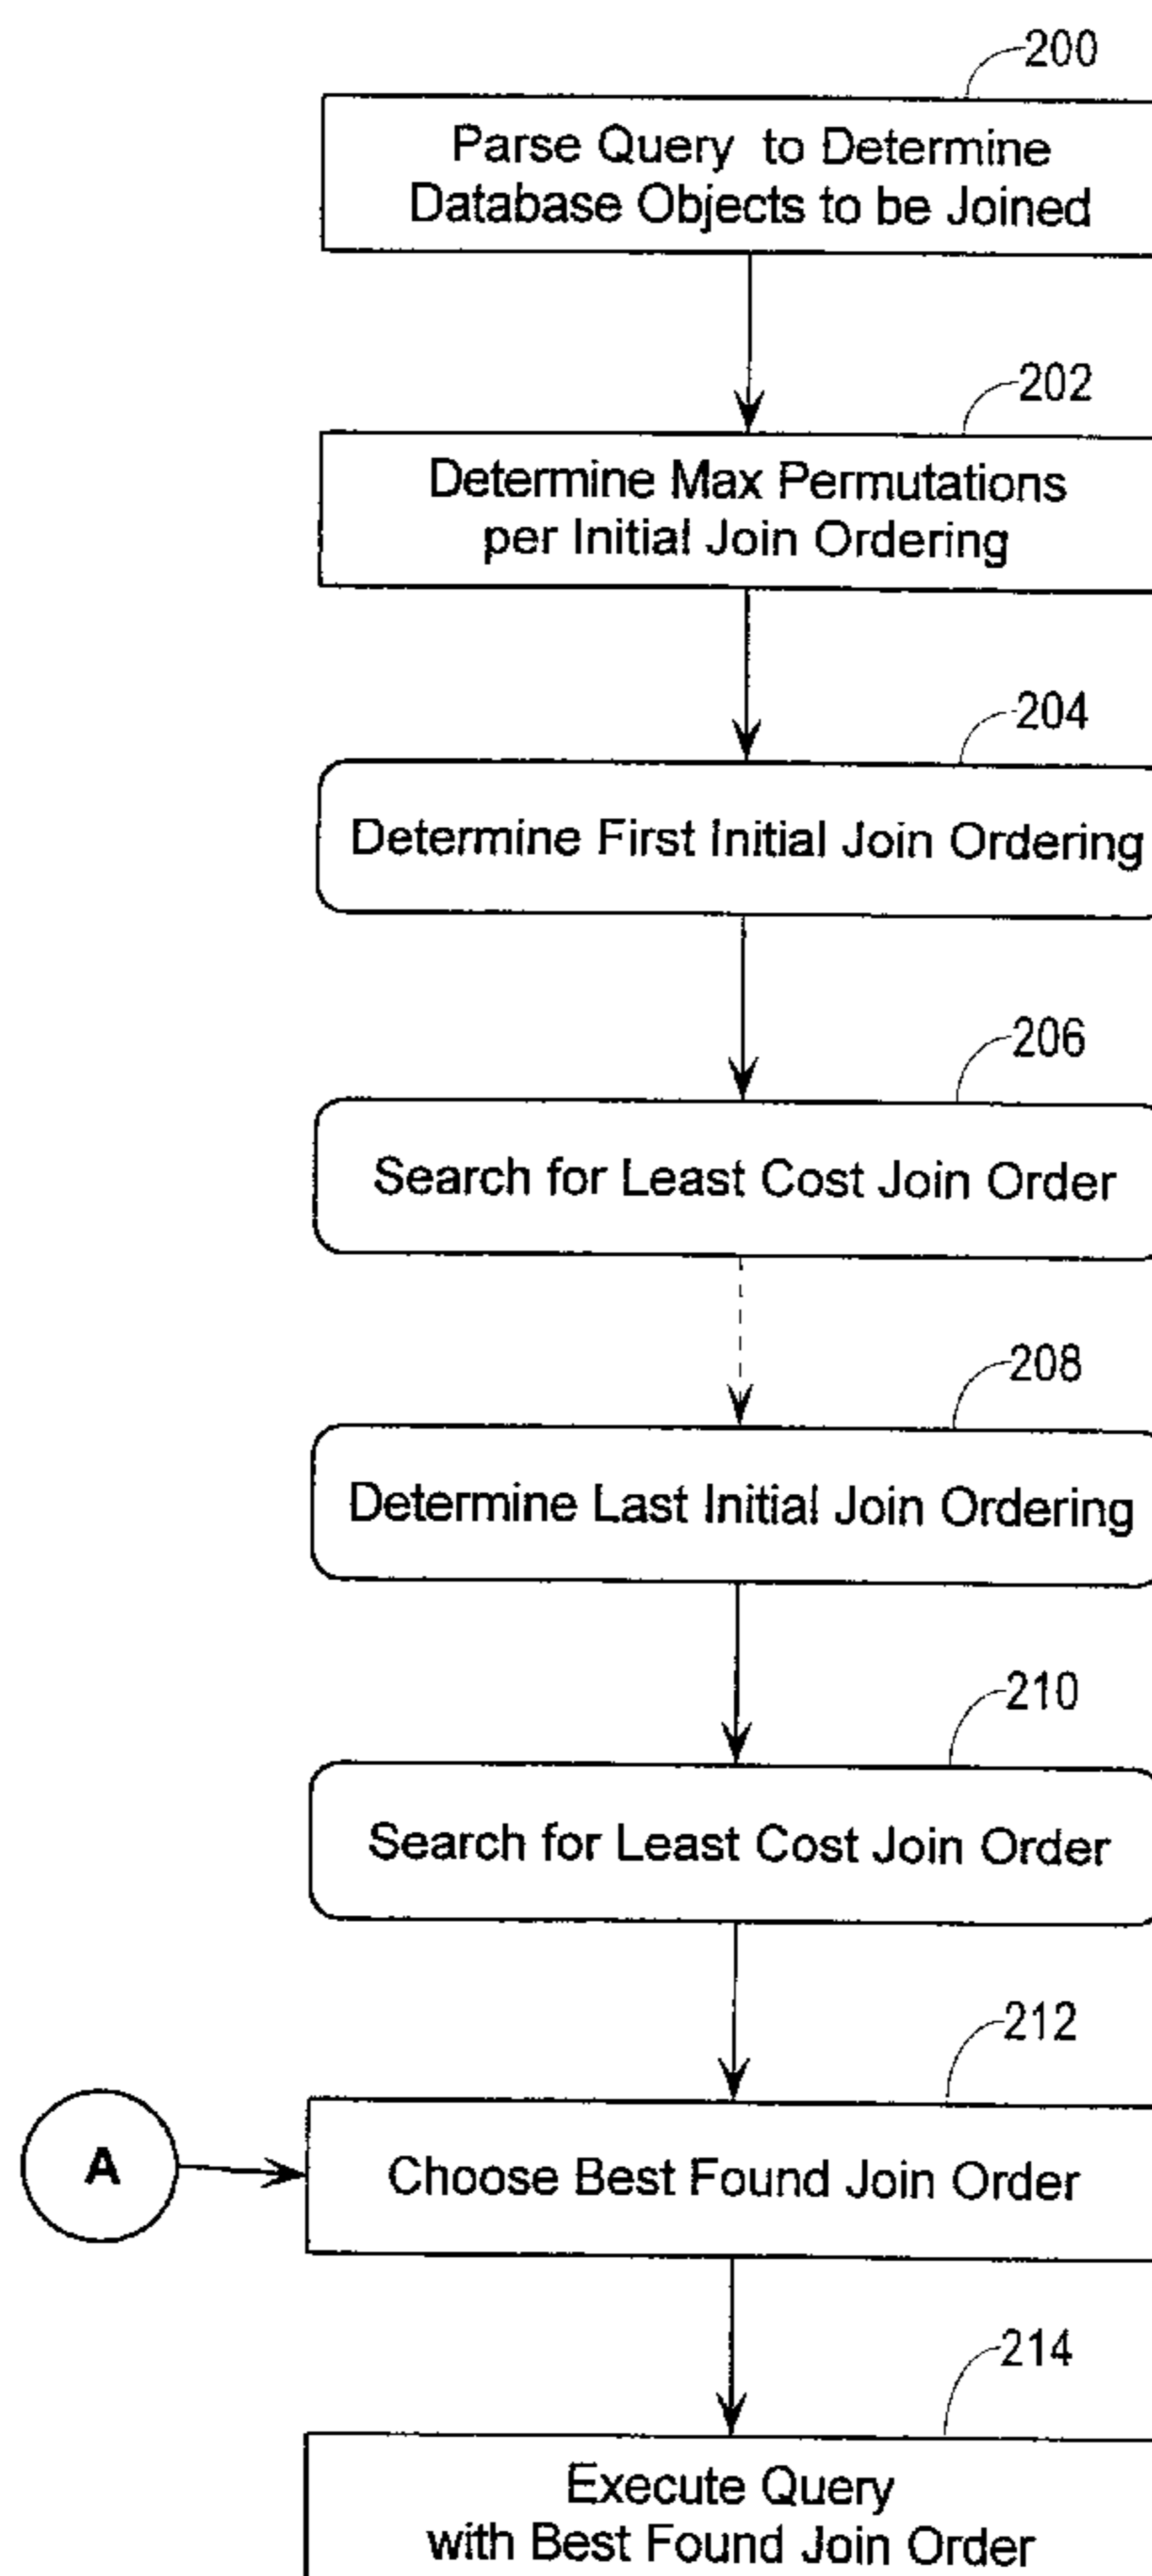 200
Parse Query to Determine
Database Objects to be Joined
202
Determine Max Permutations
per Initial Join Ordering
204
Determine First Initial Join Ordering
206
Search for Least Cost Join Order
208
Determine Last Initial Join Ordering
210
Search for Least Cost Join Order
212
A
Choose Best Found Join Order
214
Execute Query
with Best Found Join Order